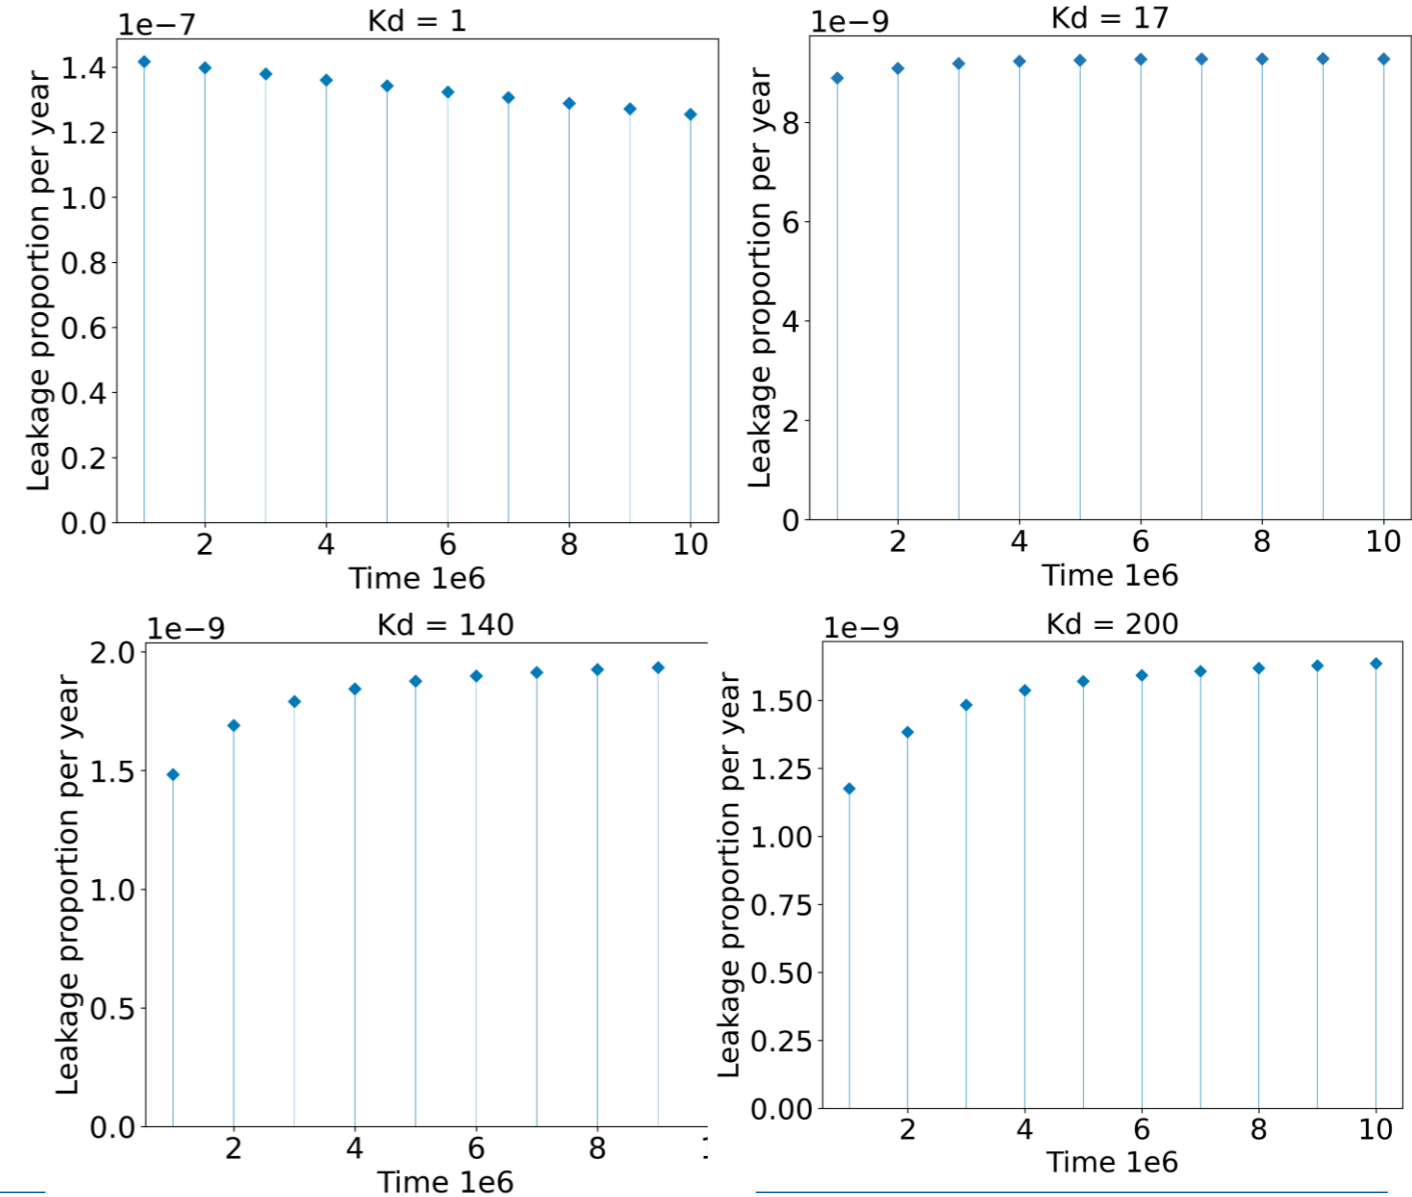 1e−7
Kd = 1
Leakage proportion per year
1.4
1.2
1.0
0.8
0.6
0.4
0.2
0.0
2 4 6 8 10
Time 1e6
1e−9
Kd = 17
Leakage proportion per year
8
6
4
2
0
2 4 6 8 10
Time 1e6
1e−9
Kd = 140
Leakage proportion per year
2.0
1.5
1.0
0.5
0.0
2 4 6 8
Time 1e6
1e−9
Kd = 200
Leakage proportion per year
1.50
1.25
1.00
0.75
0.50
0.25
0.00
2 4 6 8 10
Time 1e6